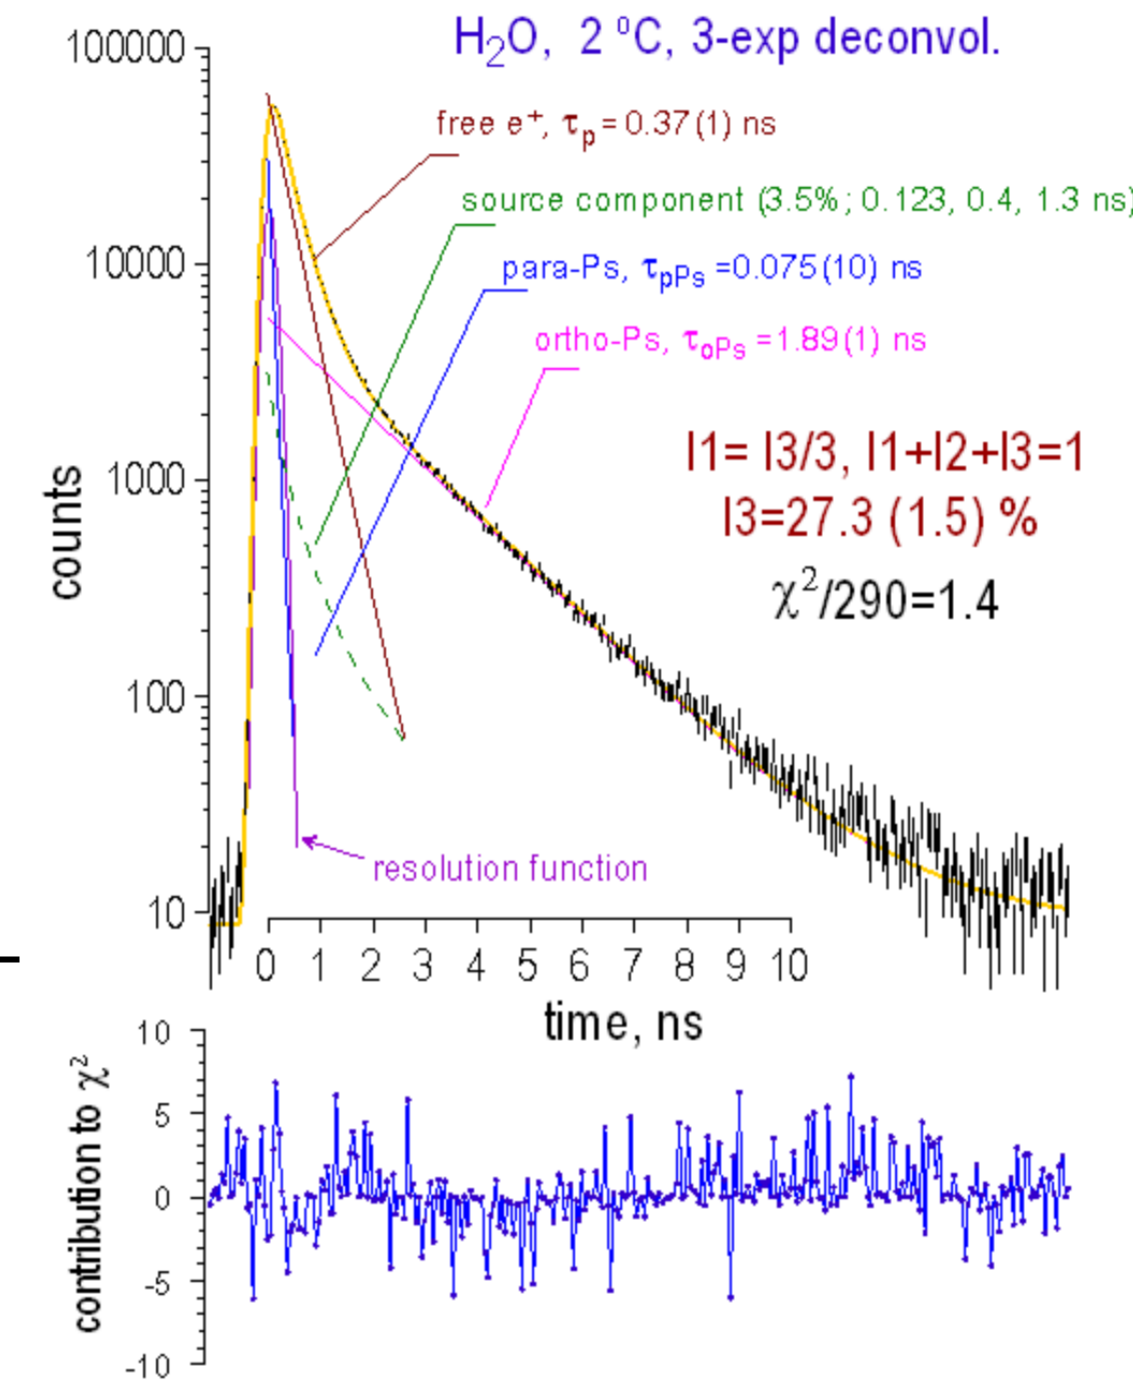 H₂O, 2 ⁰C, 3-exp deconvol.
100000
free e⁺, τp = 0.37(1) ns
source component (3.5%; 0.123, 0.4, 1.3 ns)
10000
para-Ps, τpPs =0.075(10) ns
ortho-Ps, τoPs =1.89(1) ns
I1= I3/3, I1+I2+I3=1
1000
I3=27.3 (1.5) %
counts
χ²/290=1.4
100
resolution function
10
0 1 2 3 4 5 6 7 8 9 10
time, ns
10
5
0
-5
-10
contribution to χ²